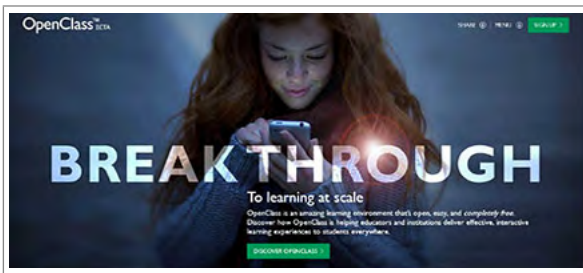 OpenClass™ BETA
SHARE MENU SIGN UP >
BREAKTHROUGH
To learning at scale
OpenClass is an amazing learning environment that's open, easy, and completely free.
Discover how OpenClass is helping educators and institutions deliver effective, interactive
learning experiences to students everywhere.
DISCOVER OPENCLASS >